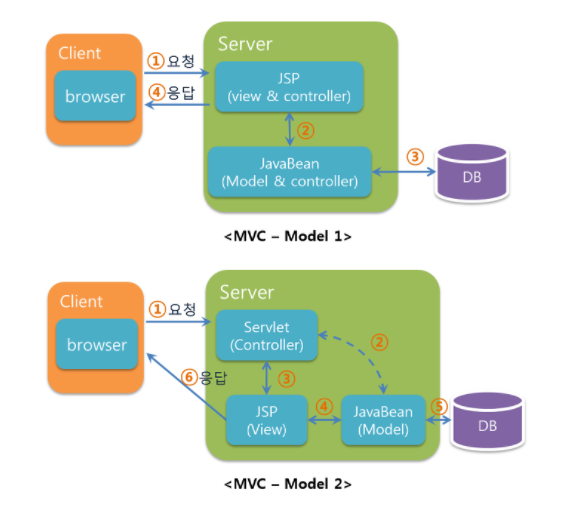 Client
browser
① 요청
④ 응답
Server
JSP
(view & controller)
②
JavaBean
(Model & controller)
③
DB
<MVC – Model 1>
Client
browser
① 요청
⑥ 응답
Server
Servlet
(Controller)
②
③
JSP
(View)
④
JavaBean
(Model)
⑤
DB
<MVC – Model 2>